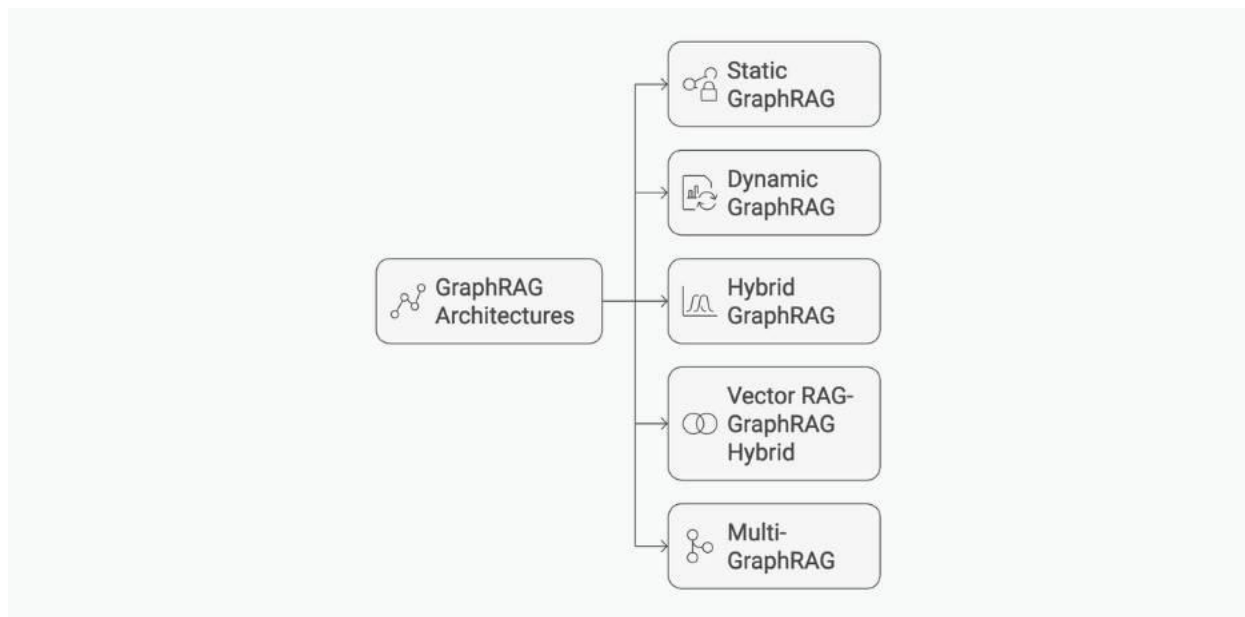 Static
GraphRAG
Dynamic
GraphRAG
GraphRAG
Architectures
Hybrid
GraphRAG
Vector RAG-
GraphRAG
Hybrid
Multi-
GraphRAG